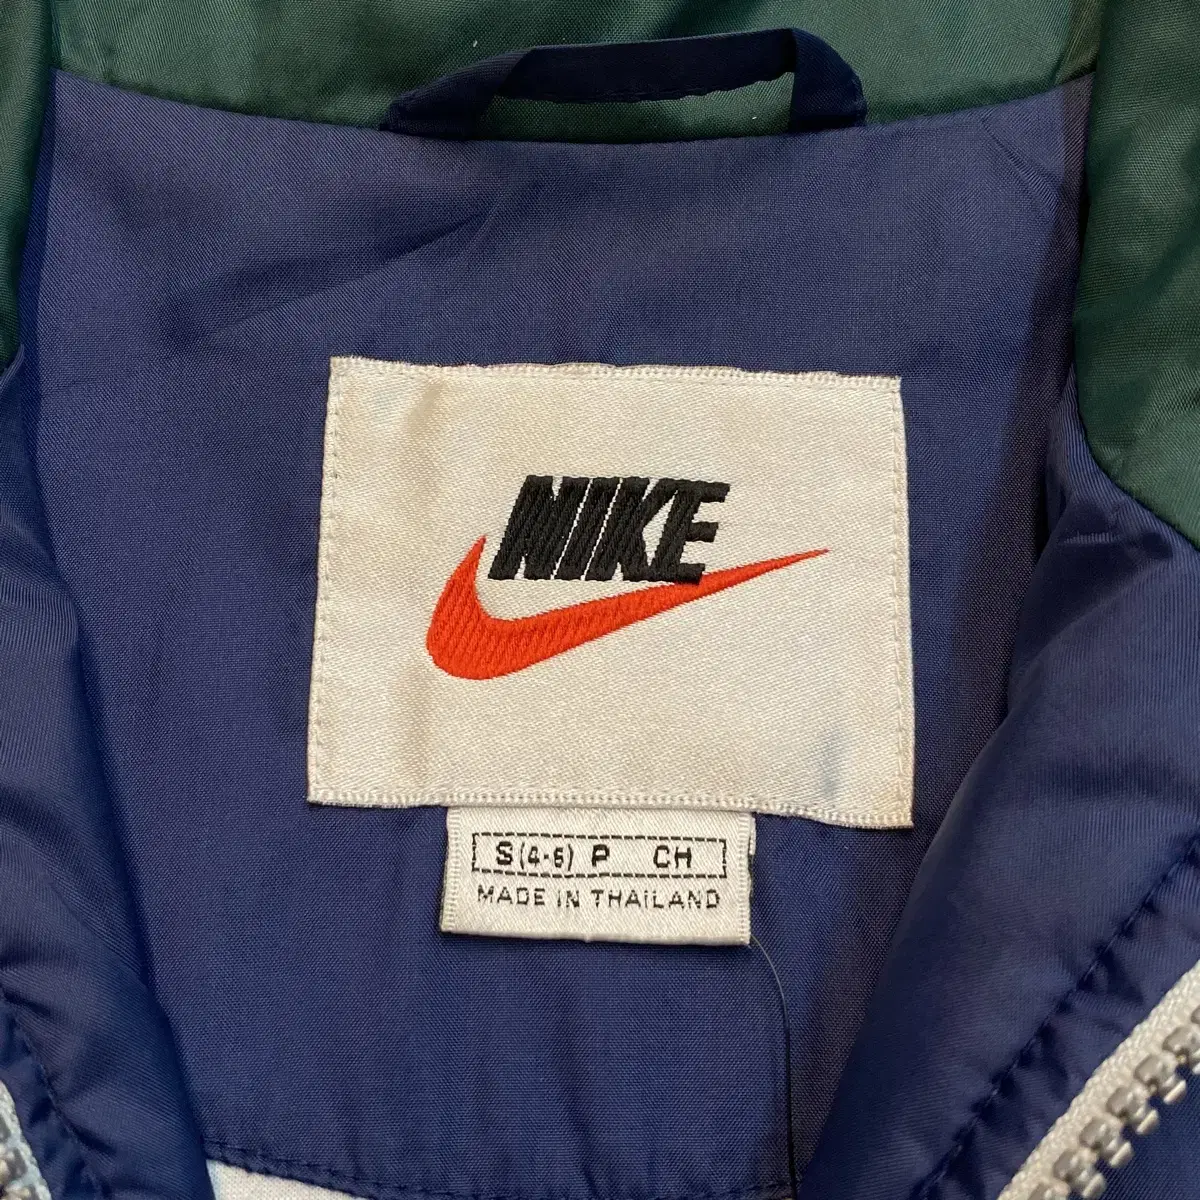 NIKE
S(4-6) P CH
MADE IN THAILAND